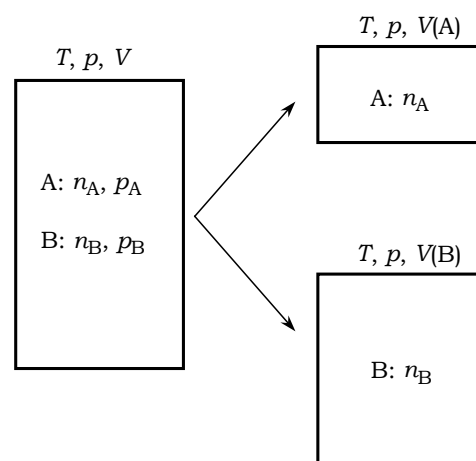 T, p, V
A: n_A, p_A
B: n_B, p_B
T, p, V(A)
A: n_A
T, p, V(B)
B: n_B